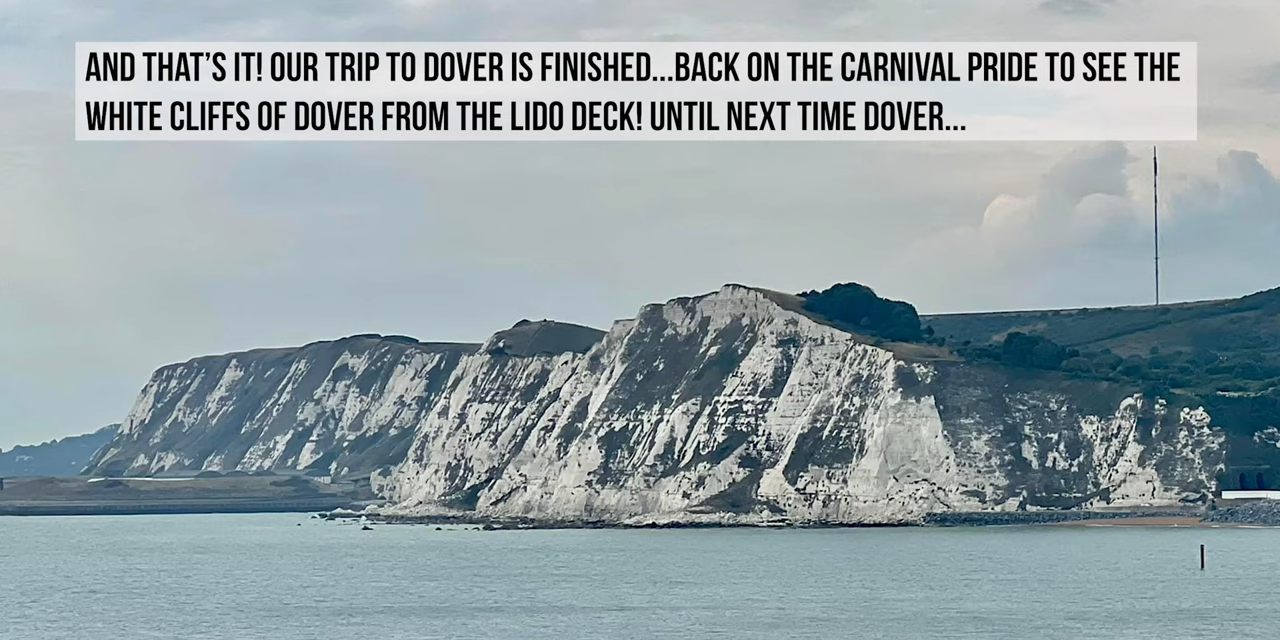 AND THAT’S IT! OUR TRIP TO DOVER IS FINISHED...BACK ON THE CARNIVAL PRIDE TO SEE THE
WHITE CLIFFS OF DOVER FROM THE LIDO DECK! UNTIL NEXT TIME DOVER...